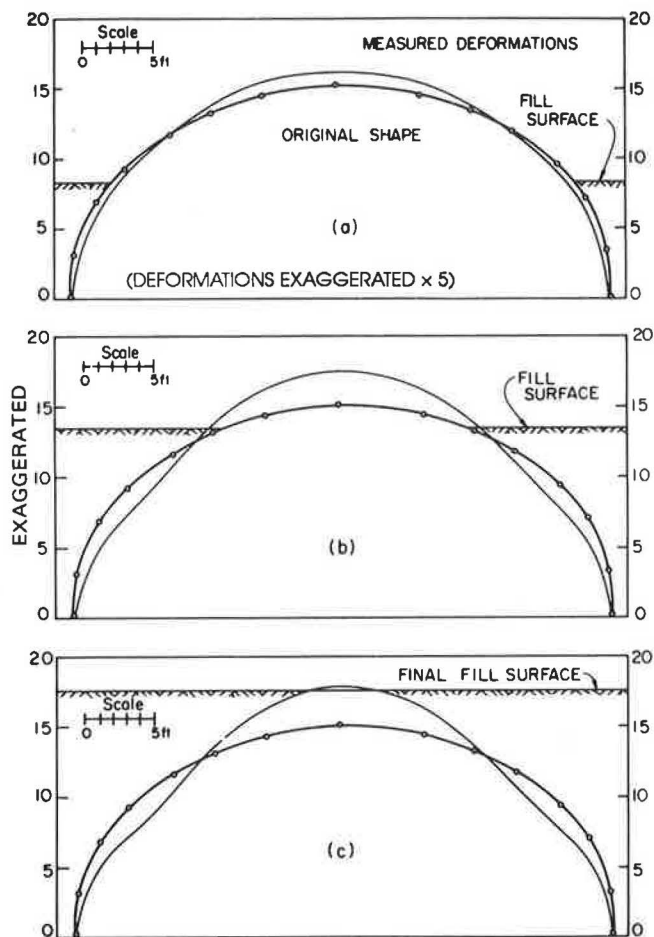 20
Scale
0 5ft
MEASURED DEFORMATIONS
20
15
FILL
SURFACE
15
ORIGINAL SHAPE
10
10
5
(a)
5
0
(DEFORMATIONS EXAGGERATED × 5)
0
20
Scale
0 5ft
20
15
FILL
SURFACE
15
EXAGGERATED
10
10
5
(b)
5
0
0
20
FINAL FILL SURFACE
20
Scale
0 5ft
15
15
10
10
5
(c)
5
0
0